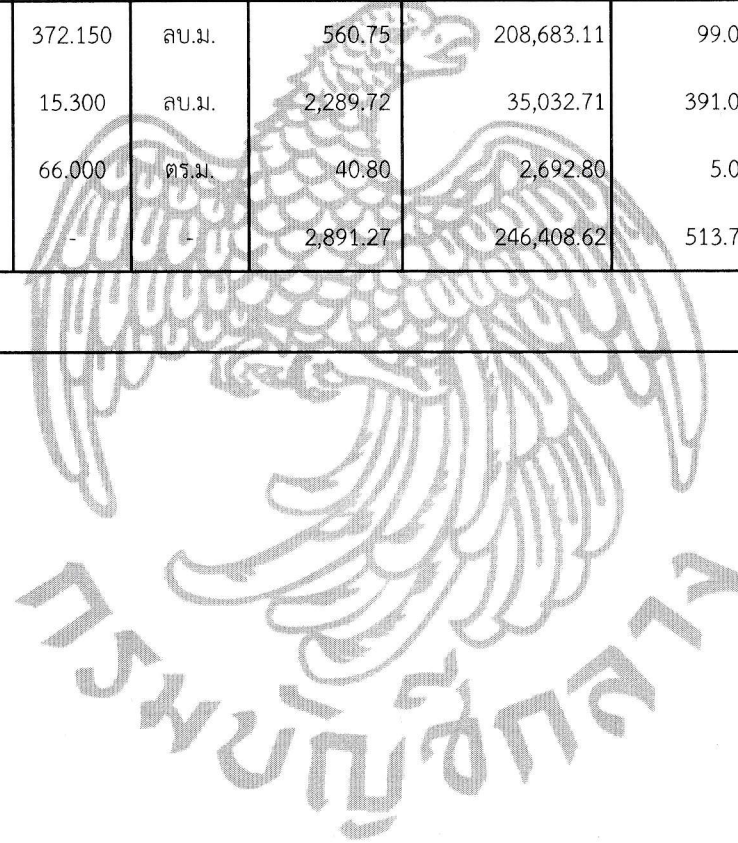 372.150 ลบ.ม. 560.75 208,683.11 99.0
15.300 ลบ.ม. 2,289.72 35,032.71 391.0
66.000 ตร.ม. 40.80 2,692.80 5.0
- - 2,891.27 246,408.62 513.7
กรมบัญชีกลาง